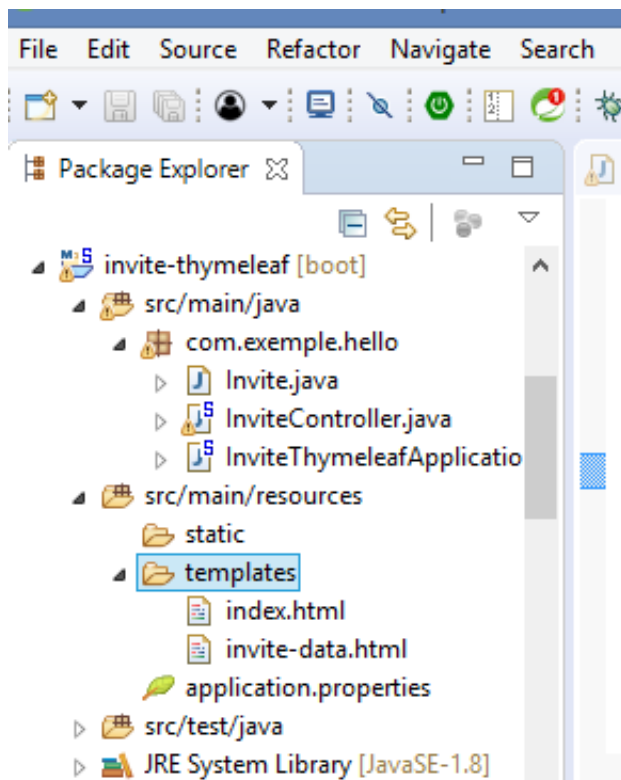 File Edit Source Refactor Navigate Search
Package Explorer
invite-thymeleaf [boot]
src/main/java
com.exemple.hello
Invite.java
InviteController.java
InviteThymeleafApplicatio
src/main/resources
static
templates
index.html
invite-data.html
application.properties
src/test/java
JRE System Library [JavaSE-1.8]